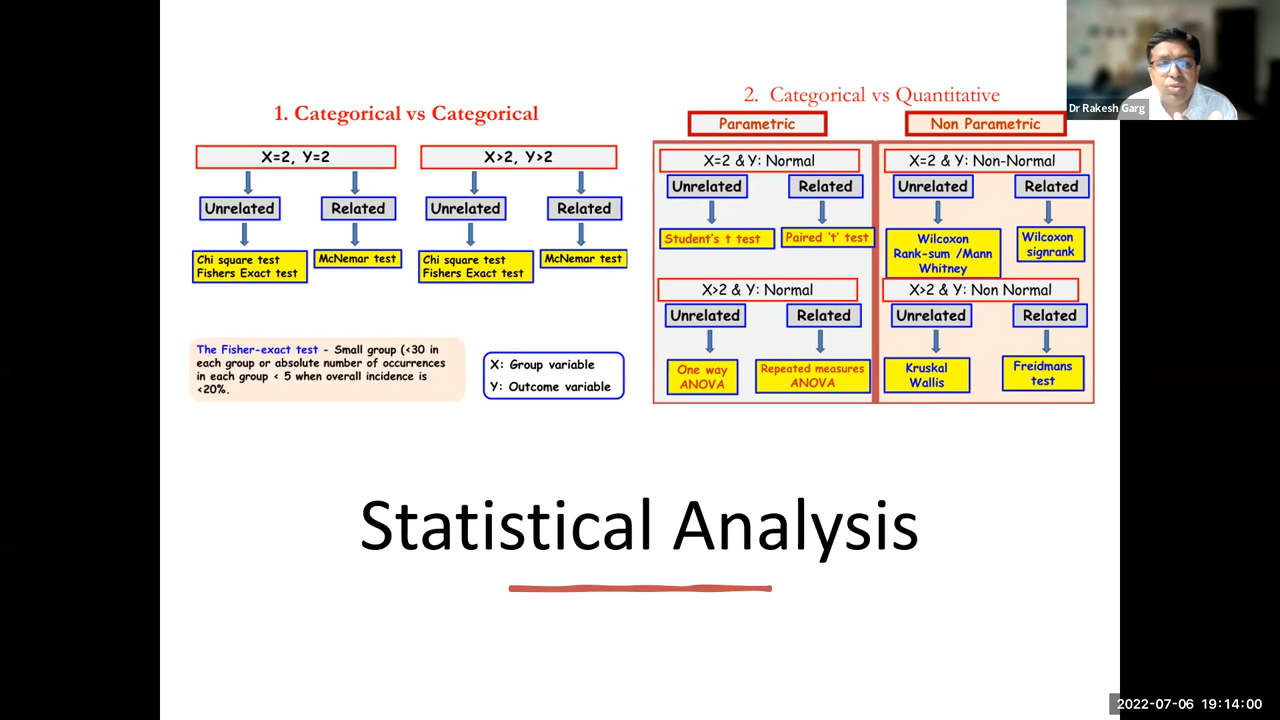 1. Categorical vs Categorical
X=2, Y=2
X>2, Y>2
Unrelated
Related
Unrelated
Related
Chi square test
Fishers Exact test
McNemar test
Chi square test
Fishers Exact test
McNemar test
The Fisher-exact test - Small group (<30 in
each group or absolute number of occurrences
in each group < 5 when overall incidence is
<20%.
X: Group variable
Y: Outcome variable
2. Categorical vs Quantitative
Parametric
Non Parametric
X=2 & Y: Normal
Unrelated
Related
Student's t test
Paired 't' test
X>2 & Y: Normal
Unrelated
Related
One way
ANOVA
Repeated measures
ANOVA
X=2 & Y: Non-Normal
Unrelated
Related
Wilcoxon
Rank-sum /Mann
Whitney
Wilcoxon
signrank
X>2 & Y: Non Normal
Unrelated
Related
Kruskal
Wallis
Freidmans
test
Dr Rakesh Garg
Statistical Analysis
2022-07-06 19:14:00